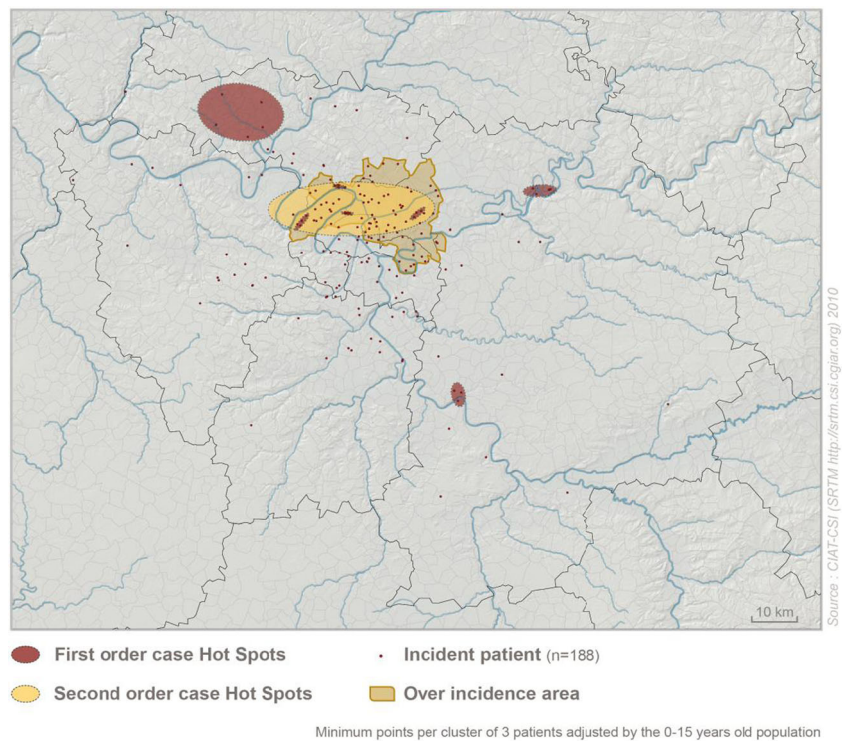 10 km
Source : CIAT-CSI (SRTM http://srtm.csi.cgiar.org) 2010
First order case Hot Spots
Incident patient (n=188)
Second order case Hot Spots
Over incidence area
Minimum points per cluster of 3 patients adjusted by the 0-15 years old population